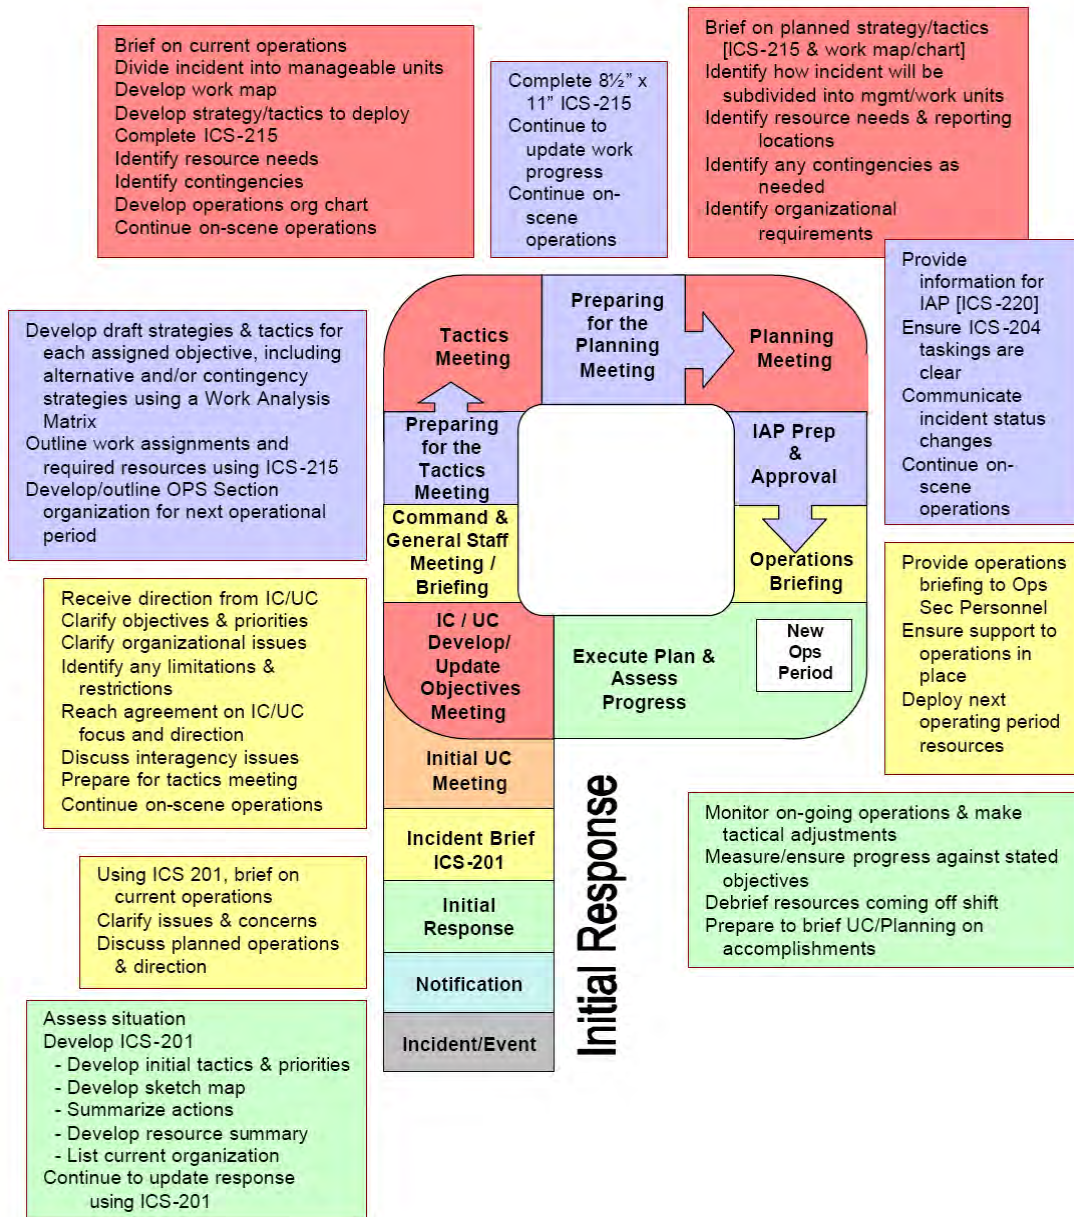 Brief on current operations
Divide incident into manageable units
Develop work map
Develop strategy/tactics to deploy
Complete ICS-215
Identify resource needs
Identify contingencies
Develop operations org chart
Continue on-scene operations
Complete 8½” x
11” ICS-215
Continue to
update work
progress
Continue on-
scene
operations
Brief on planned strategy/tactics
[ICS-215 & work map/chart]
Identify how incident will be
subdivided into mgmt/work units
Identify resource needs & reporting
locations
Identify any contingencies as
needed
Identify organizational
requirements
Provide
information for
IAP [ICS-220]
Ensure ICS-204
taskings are
clear
Communicate
incident status
changes
Continue on-
scene
operations
Develop draft strategies & tactics for
each assigned objective, including
alternative and/or contingency
strategies using a Work Analysis
Matrix
Outline work assignments and
required resources using ICS-215
Develop/outline OPS Section
organization for next operational
period
Tactics
Meeting
Preparing
for the
Planning
Meeting
Planning
Meeting
Preparing
for the
Tactics
Meeting
IAP Prep
&
Approval
Command &
General Staff
Meeting /
Briefing
Operations
Briefing
IC / UC
Develop/
Update
Objectives
Meeting
Execute Plan &
Assess
Progress
New
Ops
Period
Initial UC
Meeting
Incident Brief
ICS-201
Initial
Response
Notification
Incident/Event
Initial Response
Receive direction from IC/UC
Clarify objectives & priorities
Clarify organizational issues
Identify any limitations &
restrictions
Reach agreement on IC/UC
focus and direction
Discuss interagency issues
Prepare for tactics meeting
Continue on-scene operations
Provide operations
briefing to Ops
Sec Personnel
Ensure support to
operations in
place
Deploy next
operating period
resources
Using ICS 201, brief on
current operations
Clarify issues & concerns
Discuss planned operations
& direction
Monitor on-going operations & make
tactical adjustments
Measure/ensure progress against stated
objectives
Debrief resources coming off shift
Prepare to brief UC/Planning on
accomplishments
Assess situation
Develop ICS-201
- Develop initial tactics & priorities
- Develop sketch map
- Summarize actions
- Develop resource summary
- List current organization
Continue to update response
using ICS-201